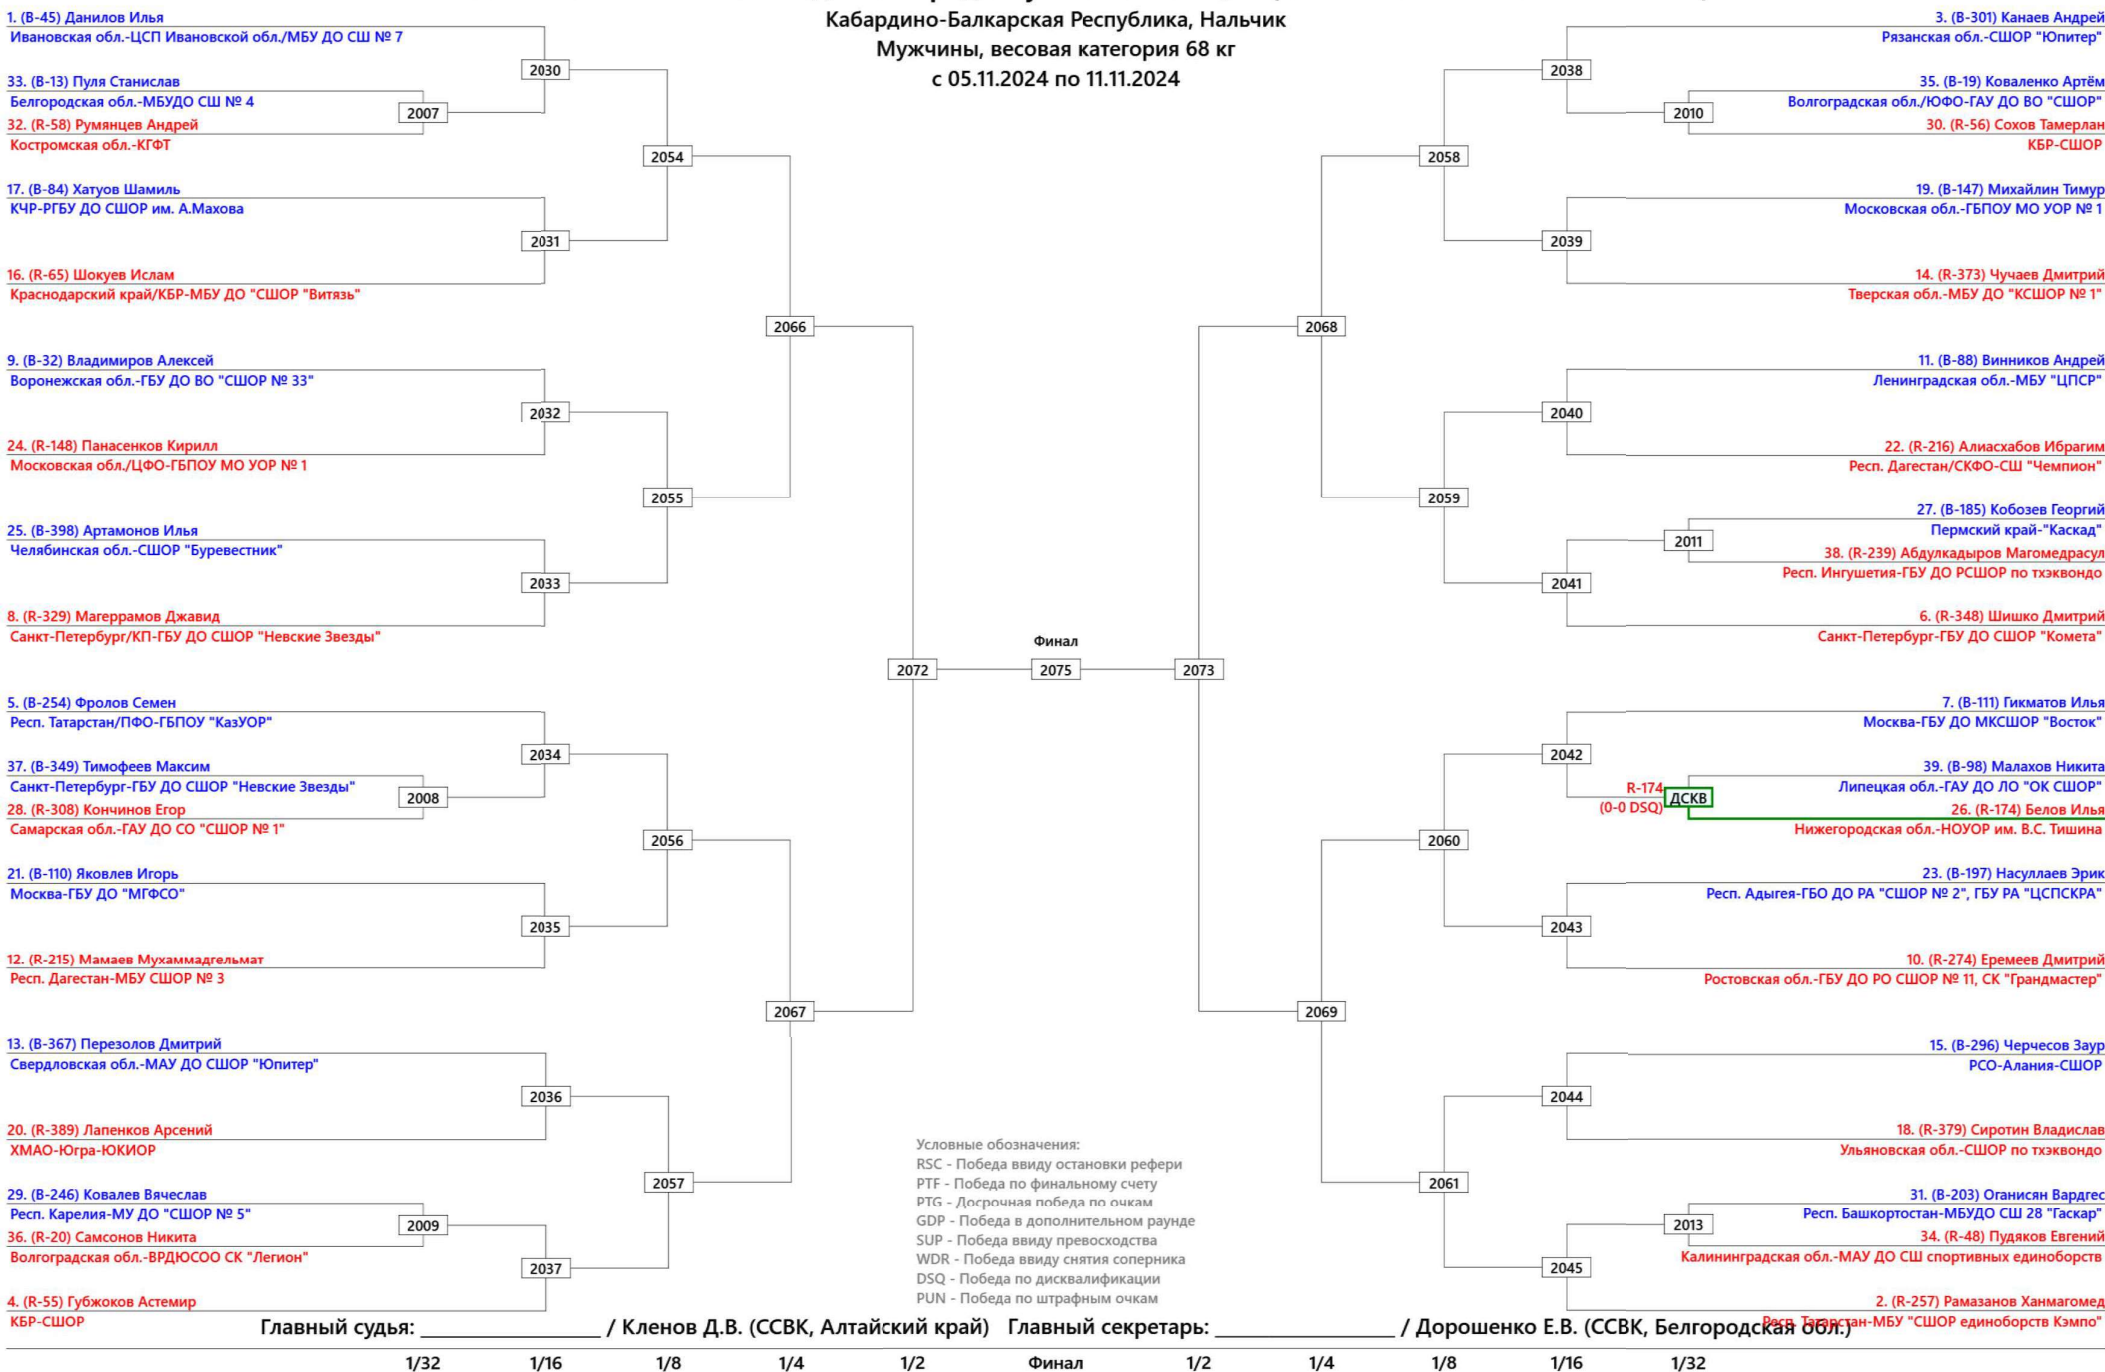 Кабардино-Балкарская Республика, Нальчик
Мужчины, весовая категория 68 кг
с 05.11.2024 по 11.11.2024
1. (B-45) Данилов Илья
Ивановская обл.-ЦСП Ивановской обл./МБУ ДО СШ № 7
2030
33. (B-13) Пуля Станислав
Белгородская обл.-МБУДО СШ № 4
2007
32. (R-58) Румянцев Андрей
Костромская обл.-КГФТ
2054
17. (B-84) Хатуов Шамиль
КЧР-РГБУ ДО СШОР им. А.Махова
2031
16. (R-65) Шокуев Ислам
Краснодарский край/КБР-МБУ ДО "СШОР "Витязь"
2066
9. (B-32) Владимиров Алексей
Воронежская обл.-ГБУ ДО ВО "СШОР № 33"
2032
24. (R-148) Панасенков Кирилл
Московская обл./ЦФО-ГБПОУ МО УОР № 1
2055
25. (B-398) Артамонов Илья
Челябинская обл.-СШОР "Буревестник"
2033
8. (R-329) Магеррамов Джавид
Санкт-Петербург/КП-ГБУ ДО СШОР "Невские Звезды"
2072
5. (B-254) Фролов Семен
Респ. Татарстан/ПФО-ГБПОУ "КазУОР"
2034
37. (B-349) Тимофеев Максим
Санкт-Петербург-ГБУ ДО СШОР "Невские Звезды"
2008
28. (R-308) Кончинов Егор
Самарская обл.-ГАУ ДО СО "СШОР № 1"
2056
21. (B-110) Яковлев Игорь
Москва-ГБУ ДО "МГФСО"
2035
12. (R-215) Мамаев Мухаммадгельмат
Респ. Дагестан-МБУ СШОР № 3
2067
13. (B-367) Перезолов Дмитрий
Свердловская обл.-МАУ ДО СШОР "Юпитер"
2036
20. (R-389) Лапенков Арсений
ХМАО-Югра-ЮКИОР
2057
29. (B-246) Ковалев Вячеслав
Респ. Карелия-МУ ДО "СШОР № 5"
2009
36. (R-20) Самсонов Никита
Волгоградская обл.-ВРДЮСОО СК "Легион"
2037
4. (R-55) Губжоков Астемир
КБР-СШОР
Финал
2075
3. (B-301) Канаев Андрей
Рязанская обл.-СШОР "Юпитер"
2038
35. (B-19) Коваленко Артём
Волгоградская обл./ЮФО-ГАУ ДО ВО "СШОР"
2010
30. (R-56) Сохов Тамерлан
КБР-СШОР
2058
19. (B-147) Михайлин Тимур
Московская обл.-ГБПОУ МО УОР № 1
2039
14. (R-373) Чучаев Дмитрий
Тверская обл.-МБУ ДО "КСШОР № 1"
2068
11. (B-88) Винников Андрей
Ленинградская обл.-МБУ "ЦПСР"
2040
22. (R-216) Алиасхабов Ибрагим
Респ. Дагестан/СКФО-СШ "Чемпион"
2059
27. (B-185) Кобозев Георгий
Пермский край-"Каскад"
2011
38. (R-239) Абдулкадыров Магомедрасул
Респ. Ингушетия-ГБУ ДО РСШОР по тхэквондо
2041
6. (R-348) Шишко Дмитрий
Санкт-Петербург-ГБУ ДО СШОР "Комета"
2073
7. (B-111) Гикматов Илья
Москва-ГБУ ДО МКСШОР "Восток"
2042
39. (B-98) Малахов Никита
Липецкая обл.-ГАУ ДО ЛО "ОК СШОР"
R-174
(0-0 DSQ)
ДСКВ
26. (R-174) Белов Илья
Нижегородская обл.-НОУОР им. В.С. Тишина
2060
23. (B-197) Насуллаев Эрик
Респ. Адыгея-ГБО ДО РА "СШОР № 2", ГБУ РА "ЦСПСКРА"
2043
10. (R-274) Еремеев Дмитрий
Ростовская обл.-ГБУ ДО РО СШОР № 11, СК "Грандмастер"
2069
15. (B-296) Черчесов Заур
РСО-Алания-СШОР
2044
18. (R-379) Сиротин Владислав
Ульяновская обл.-СШОР по тхэквондо
2061
31. (B-203) Оганисян Вардгес
Респ. Башкортостан-МБУДО СШ 28 "Гаскар"
2013
34. (R-48) Пудяков Евгений
Калининградская обл.-МАУ ДО СШ спортивных единоборств
2045
2. (R-257) Рамазанов Ханмагомед
Респ. Татарстан-МБУ "СШОР единоборств Кэмпо"
Условные обозначения:
RSC - Победа ввиду остановки рефери
PTF - Победа по финальному счету
PTG - Досрочная победа по очкам
GDP - Победа в дополнительном раунде
SUP - Победа ввиду превосходства
WDR - Победа ввиду снятия соперника
DSQ - Победа по дисквалификации
PUN - Победа по штрафным очкам
Главный судья: ________________ / Кленов Д.В. (ССВК, Алтайский край) Главный секретарь: ________________ / Дорошенко Е.В. (ССВК, Белгородская обл.)
1/32 1/16 1/8 1/4 1/2 Финал 1/2 1/4 1/8 1/16 1/32